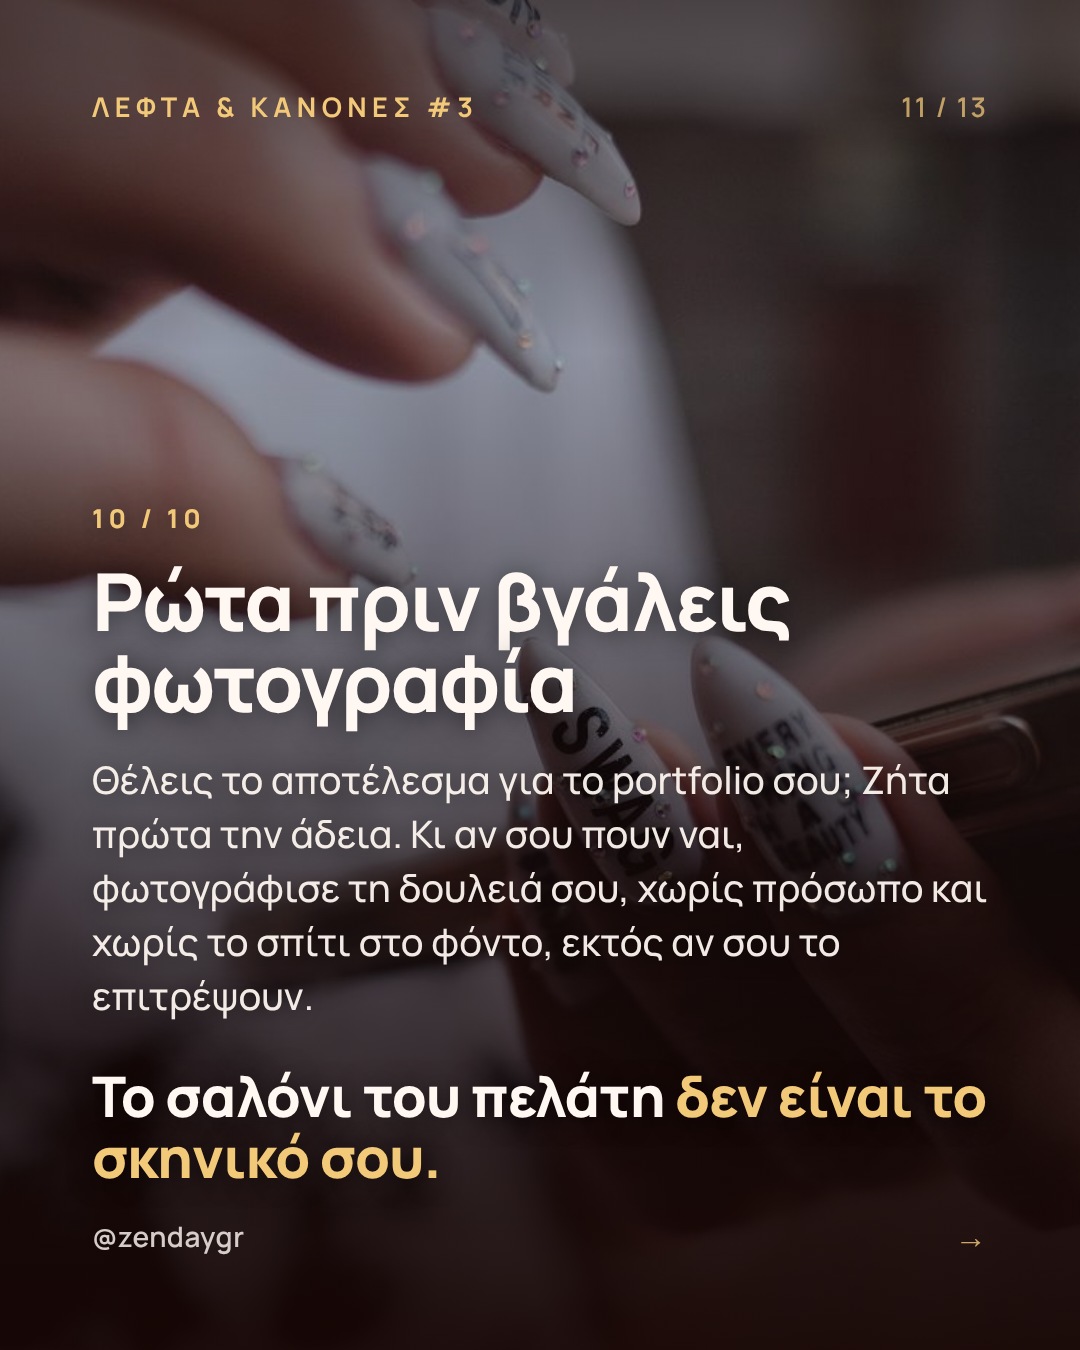 ΛΕΦΤΑ & ΚΑΝΟΝΕΣ #3
11 / 13
10 / 10
Ρώτα πριν βγάλεις
φωτογραφία
Θέλεις το αποτέλεσμα για το portfolio σου; Ζήτα
πρώτα την άδεια. Κι αν σου πουν ναι,
φωτογράφισε τη δουλειά σου, χωρίς πρόσωπο και
χωρίς το σπίτι στο φόντο, εκτός αν σου το
επιτρέψουν.
Το σαλόνι του πελάτη δεν είναι το
σκηνικό σου.
@zendaygr
→